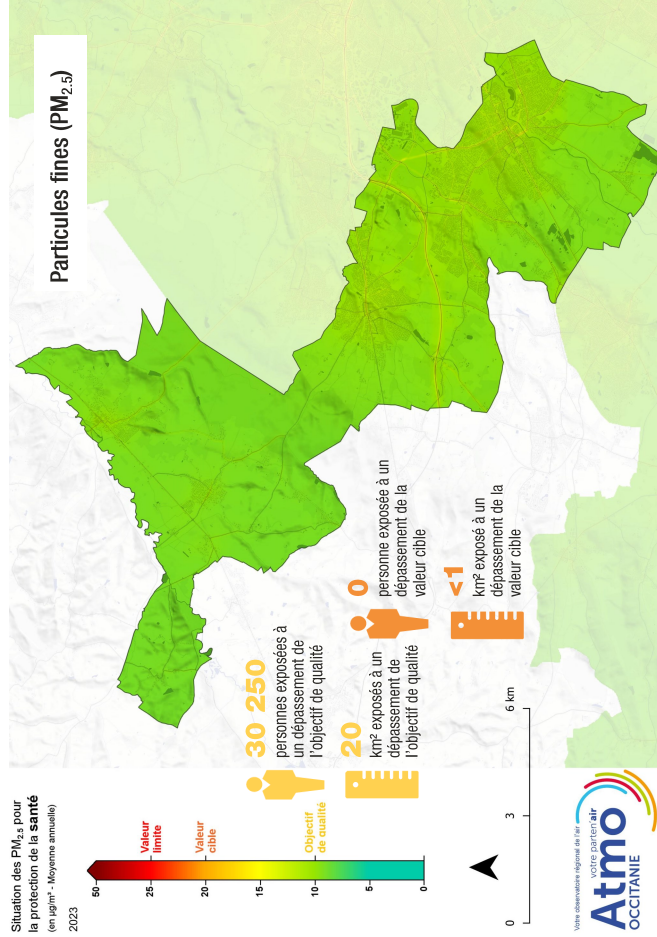 Particules fines (PM2.5)
Situation des PM2.5 pour
la protection de la santé
(en µg/m³ - Moyenne annuelle)
2023
50
25
20
15
10
5
0
Valeur
limite
Valeur
cible
Objectif
de qualité
30 250
personnes exposées à
un dépassement de
l'objectif de qualité
20
km² exposés à un
dépassement de
l'objectif de qualité
0
personne exposée à un
dépassement de la
valeur cible
<1
km² exposé à un
dépassement de la
valeur cible
0
3
6 km
Votre observatoire régional de l'air
votre parten'air
Atmo
OCCITANIE